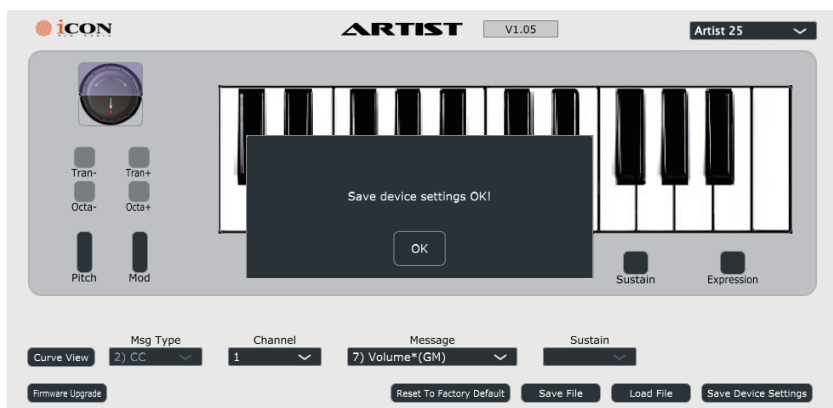 iCON
ARTIST
V1.05
Artist 25
Tran-
Tran+
Octa-
Octa+
Pitch
Mod
Save device settings OK!
OK
Sustain
Expression
Msg Type
Channel
Message
Sustain
Curve View
2) CC
1
7) Volume*(GM)
Firmware Upgrade
Reset To Factory Default
Save File
Load File
Save Device Settings